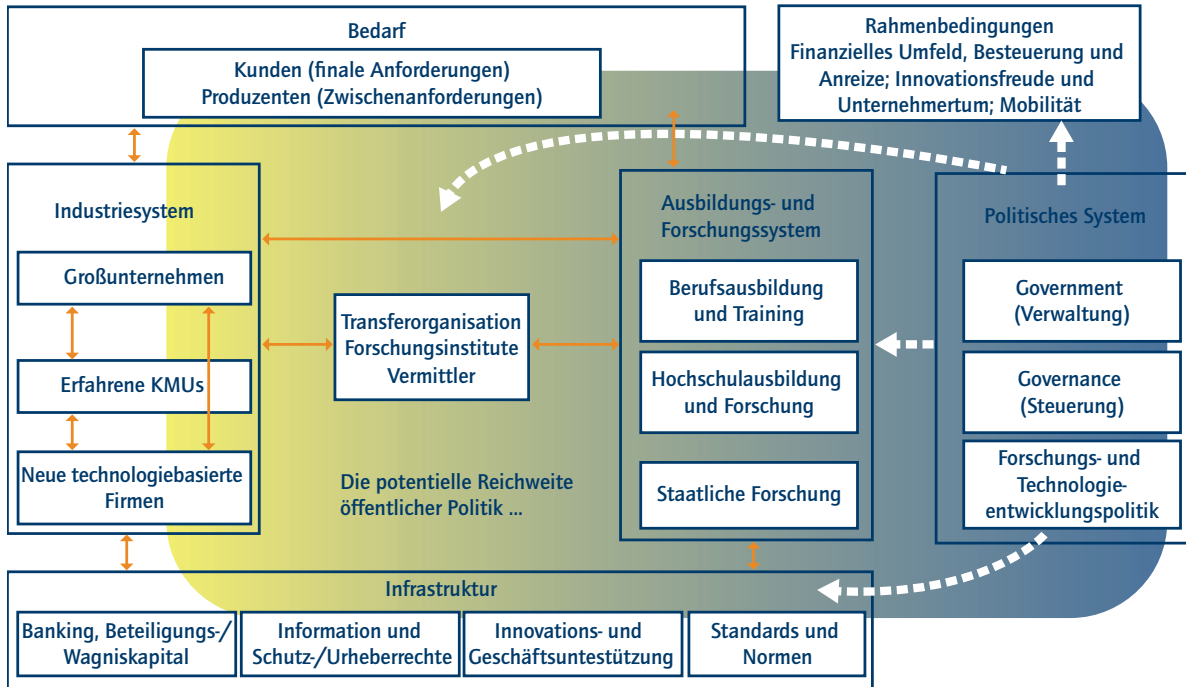 Bedarf
Kunden (finale Anforderungen)
Produzenten (Zwischenanforderungen)
Rahmenbedingungen
Finanzielles Umfeld, Besteuerung und
Anreize; Innovationsfreude und
Unternehmertum; Mobilität
Industriesystem
Großunternehmen
Erfahrene KMUs
Neue technologiebasierte
Firmen
Transferorganisation
Forschungsinstitute
Vermittler
Die potentielle Reichweite
öffentlicher Politik ...
Ausbildungs- und
Forschungssystem
Berufsausbildung
und Training
Hochschulausbildung
und Forschung
Staatliche Forschung
Politisches System
Government
(Verwaltung)
Governance
(Steuerung)
Forschungs- und
Technologie-
entwicklungspolitik
Infrastruktur
Banking, Beteiligungs-/
Wagniskapital
Information und
Schutz-/Urheberrechte
Innovations- und
Geschäftsuntestützung
Standards und
Normen